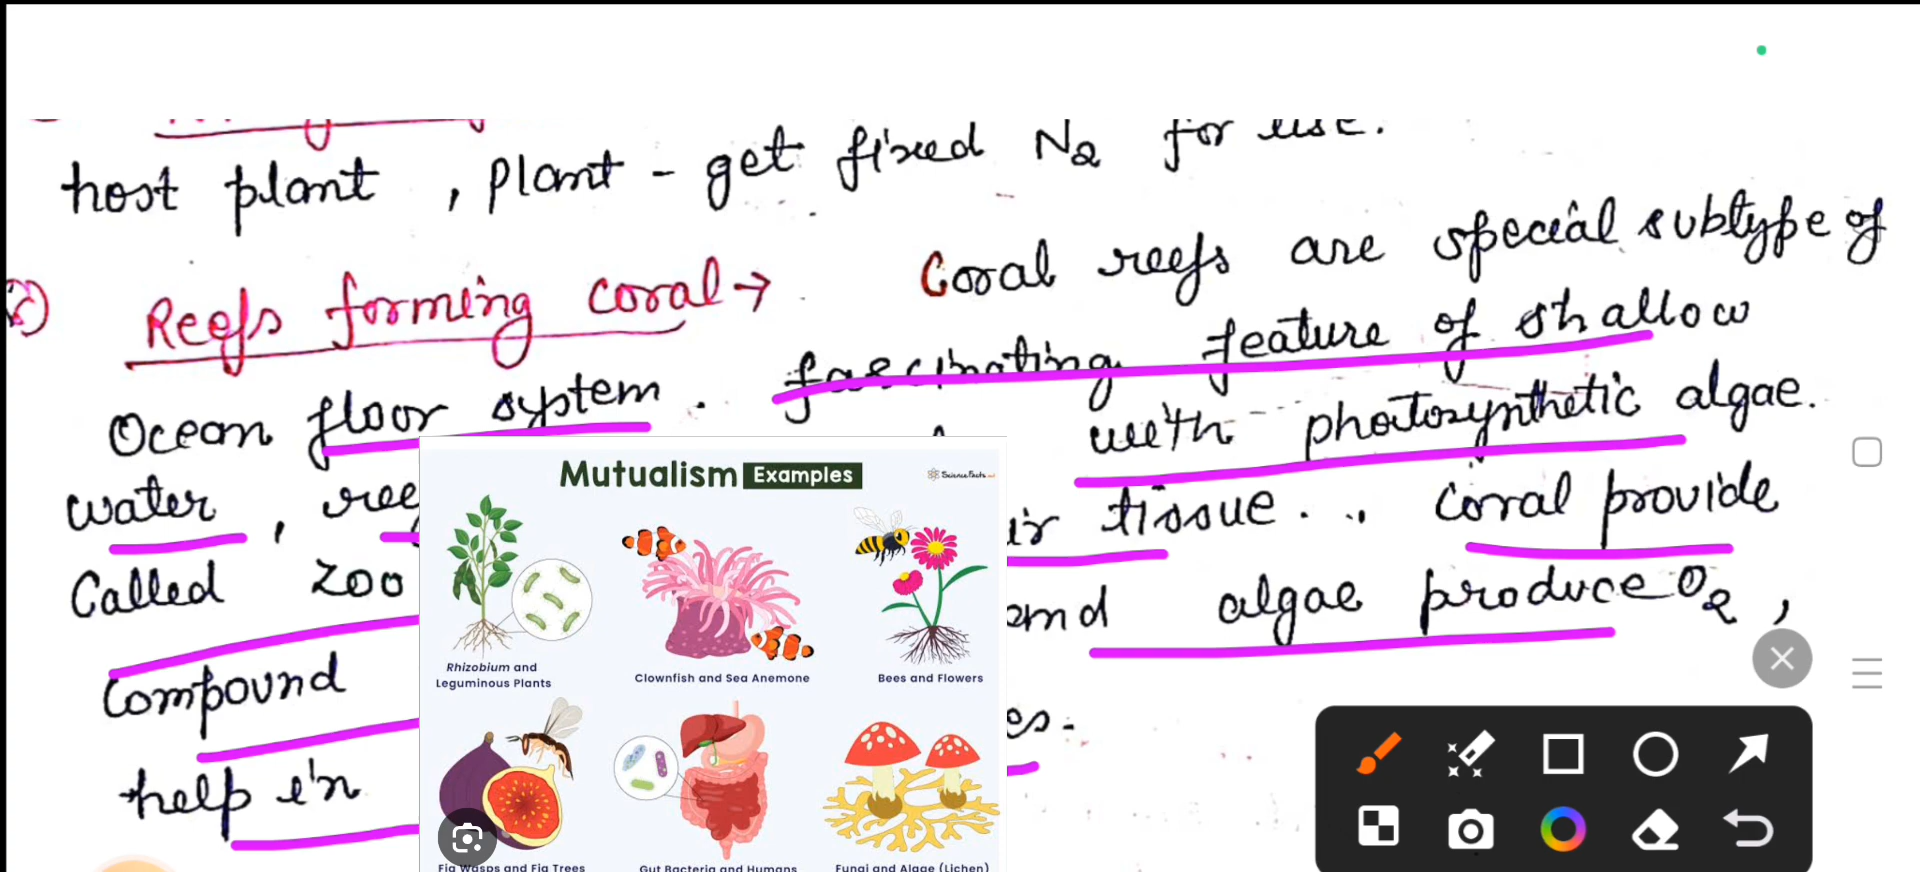 host plant , plant - get fixed N2 for use.
Reefs forming coral → Coral reefs are special subtype of
Ocean floor system . fascinating feature of shallow
water , with photosynthetic algae.
Called Zoo tissue . Coral provide
Compound and algae produce O2 ,
help in
Mutualism Examples
ScienceFacts.net
Rhizobium and
Leguminous Plants
Clownfish and Sea Anemone
Bees and Flowers
Fig Wasps and Fig Trees
Gut Bacteria and Humans
Fungi and Algae (Lichen)